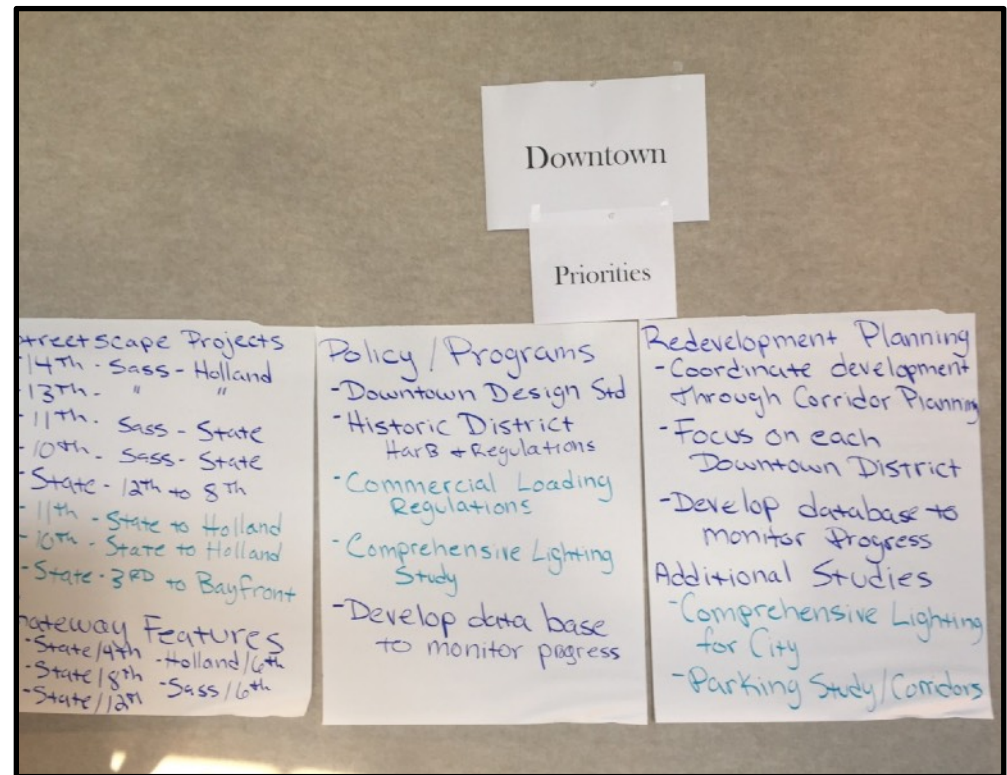 Downtown
Priorities
treetscape Projects
-14th - Sass - Holland
-13th - " "
-11th - Sass - State
-10th - Sass - State
-State - 12th to 8th
-11th - State to Holland
-10th - State to Holland
-State - 3RD to Bayfront
ateway Features
-State/4th -Holland/6th
-State/8th -Sass/6th
-State/12th
Policy / Programs
-Downtown Design Std
-Historic District
HarB + Regulations
-Commercial Loading
Regulations
-Comprehensive Lighting
Study
-Develop data base
to monitor pogress
Redevelopment Planning
-Coordinate development
through Corridor Planning
-Focus on each
Downtown District
-Develop database to
monitor Progress
Additional Studies
-Comprehensive Lighting
for City
-Parking Study/Corridors